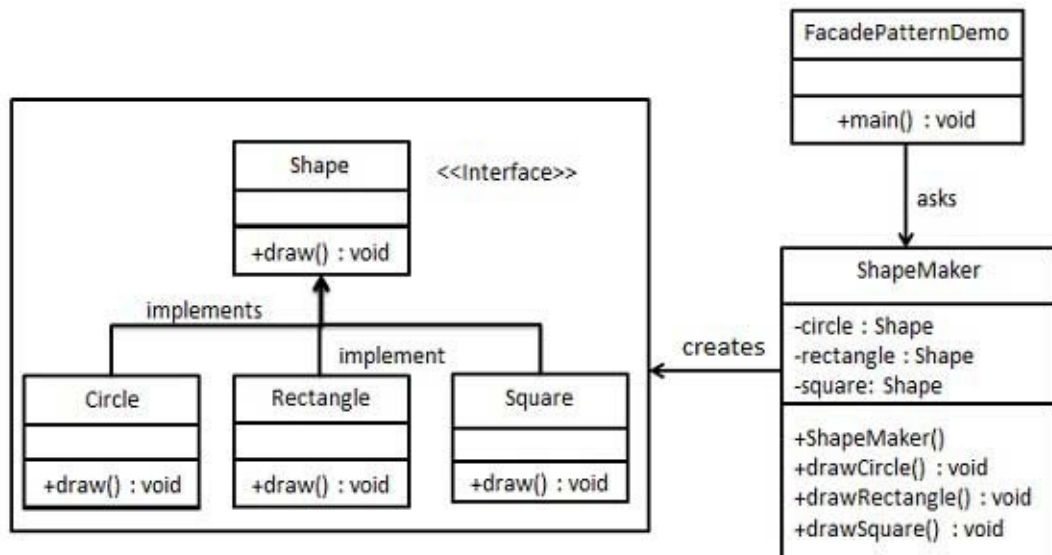 FacadePatternDemo
+main() : void
asks
Shape
<<Interface>>
+draw() : void
implements
implement
Circle
+draw() : void
Rectangle
+draw() : void
Square
+draw() : void
creates
ShapeMaker
-circle : Shape
-rectangle : Shape
-square: Shape
+ShapeMaker()
+drawCircle() : void
+drawRectangle() : void
+drawSquare() : void